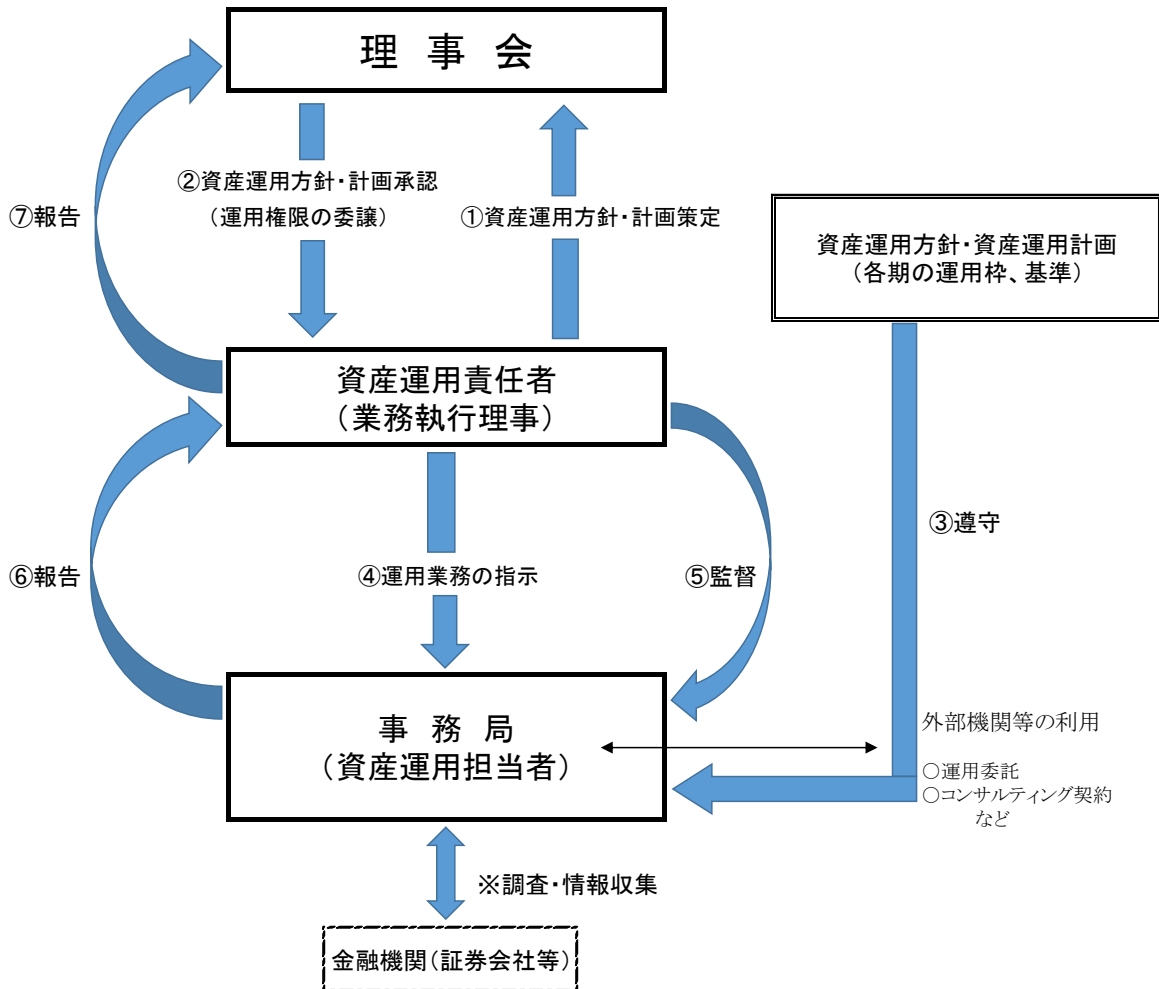 理 事 会
②資産運用方針・計画承認
（運用権限の委譲）
①資産運用方針・計画策定
⑦報告
資産運用方針・資産運用計画
（各期の運用枠、基準）
資産運用責任者
（業務執行理事）
③遵守
⑥報告
④運用業務の指示
⑤監督
事 務 局
（資産運用担当者）
外部機関等の利用
○運用委託
○コンサルティング契約
など
※調査・情報収集
金融機関（証券会社等）